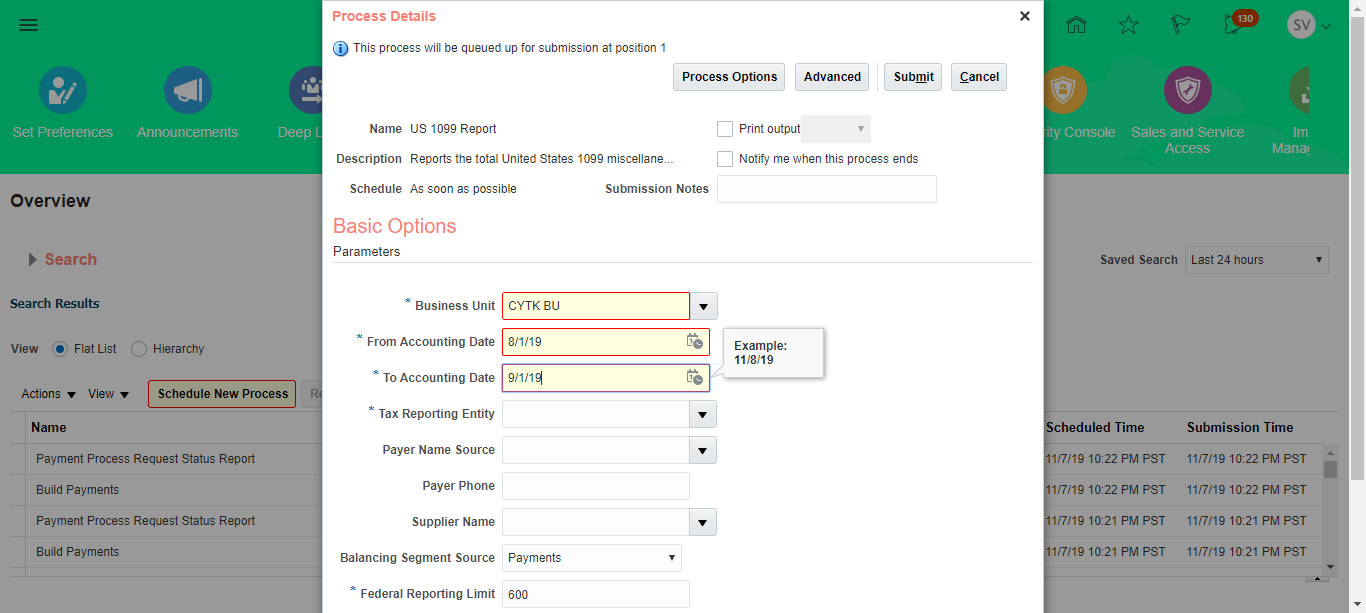 Process Details
This process will be queued up for submission at position 1
130
SV
Process Options Advanced Submit Cancel
Set Preferences Announcements Deep L
ity Console Sales and Service Access Im Manag
Name US 1099 Report Print output
Description Reports the total United States 1099 miscellane... Notify me when this process ends
Schedule As soon as possible Submission Notes
Overview
Basic Options
Parameters
Search
Saved Search Last 24 hours
Search Results
* Business Unit CYTK BU
View Flat List Hierarchy
* From Accounting Date 8/1/19
Example:
11/8/19
* To Accounting Date 9/1/19
Actions View Schedule New Process Re
* Tax Reporting Entity
Name Scheduled Time Submission Time
Payer Name Source
Payment Process Request Status Report 11/7/19 10:22 PM PST 11/7/19 10:22 PM PST
Payer Phone
Build Payments 11/7/19 10:22 PM PST 11/7/19 10:22 PM PST
Supplier Name
Payment Process Request Status Report 11/7/19 10:21 PM PST 11/7/19 10:21 PM PST
Balancing Segment Source Payments
Build Payments 11/7/19 10:21 PM PST 11/7/19 10:21 PM PST
* Federal Reporting Limit 600